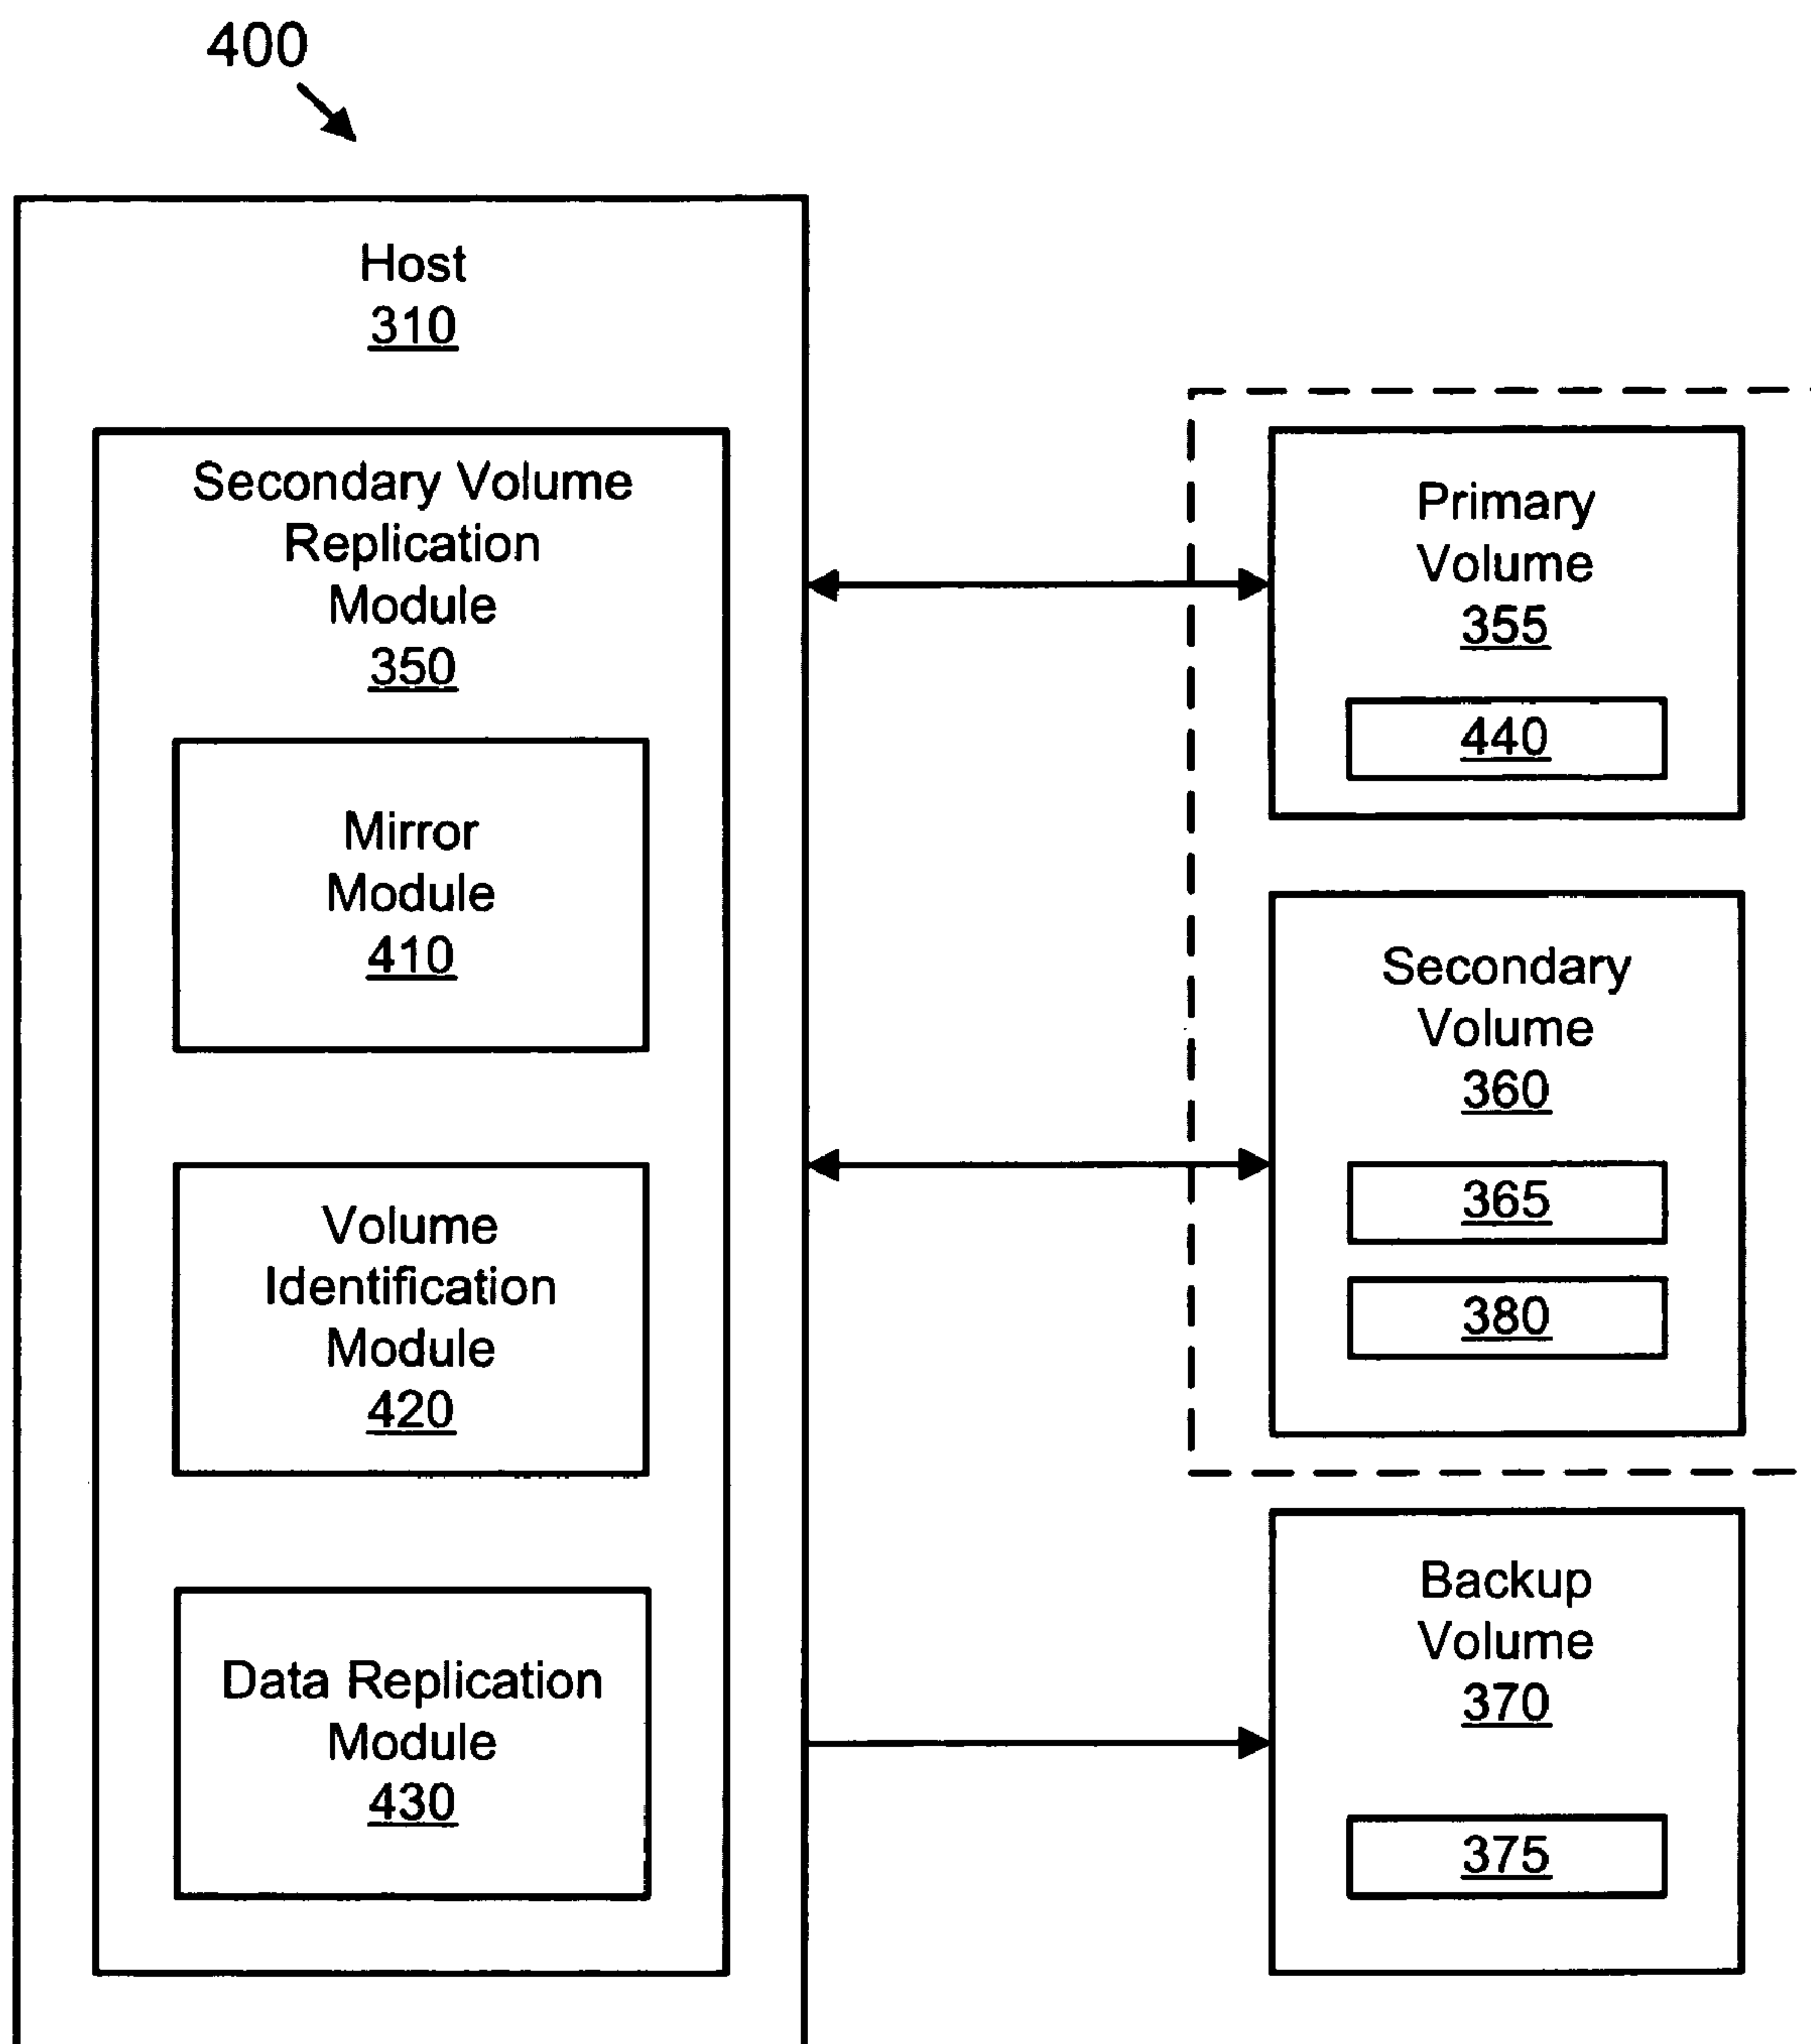 400
Host
310
Secondary Volume
Replication
Module
350
Mirror
Module
410
Volume
Identification
Module
420
Data Replication
Module
430
Primary
Volume
355
440
Secondary
Volume
360
365
380
Backup
Volume
370
375